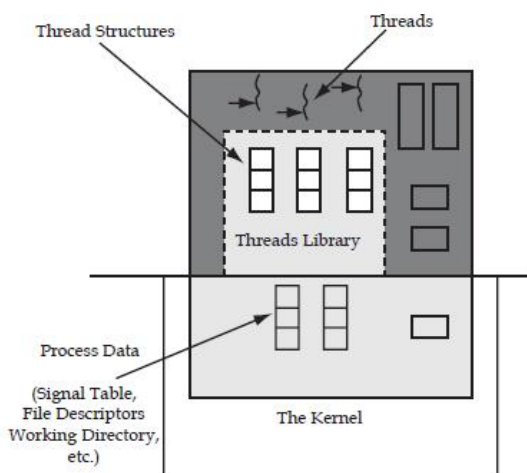 Thread Structures
Threads
Threads Library
Process Data
(Signal Table,
File Descriptors
Working Directory,
etc.)
The Kernel